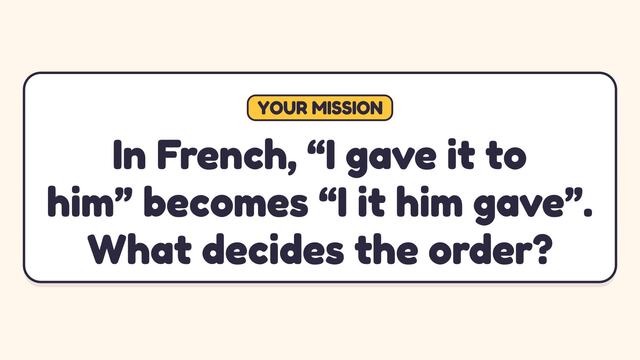 YOUR MISSION
In French, “I gave it to
him” becomes “I it him gave”.
What decides the order?